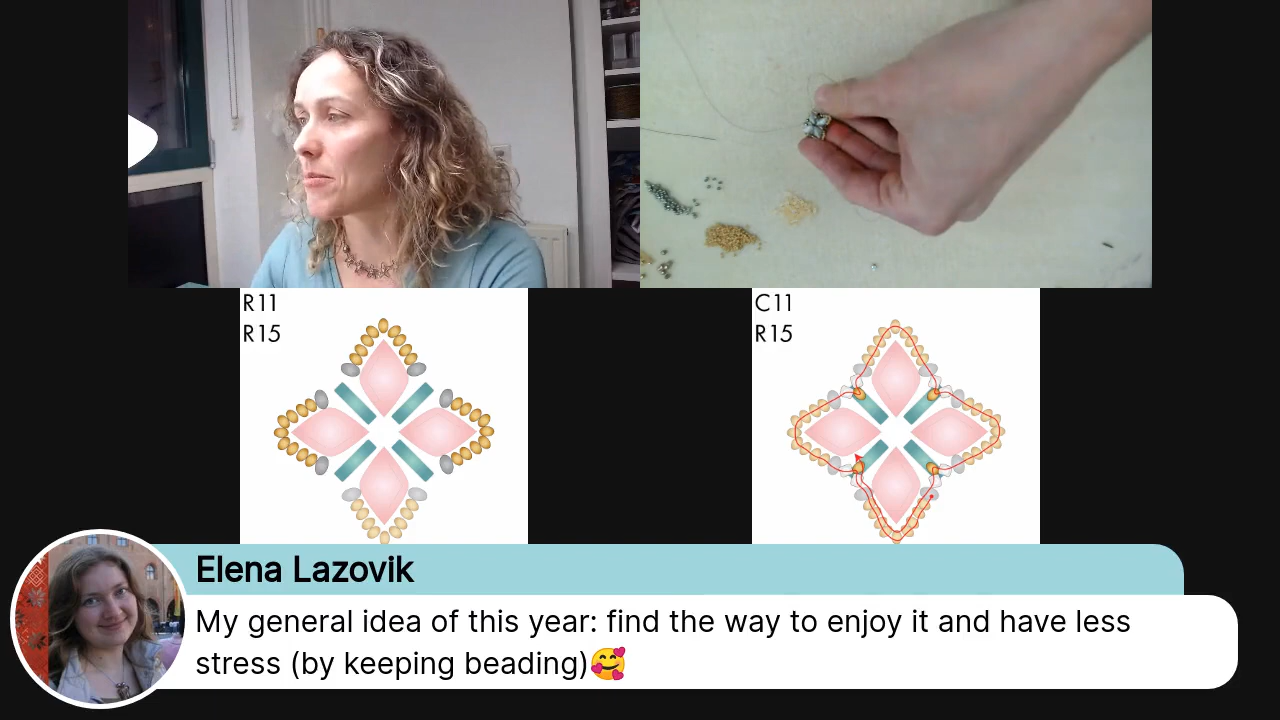 R11
R15
C11
R15
Elena Lazovik
My general idea of this year: find the way to enjoy it and have less
stress (by keeping beading)🥰